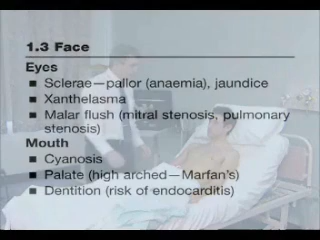 1.3 Face
Eyes
■ Sclerae—pallor (anaemia), jaundice
■ Xanthelasma
■ Malar flush (mitral stenosis, pulmonary
stenosis)
Mouth
■ Cyanosis
■ Palate (high arched—Marfan's)
■ Dentition (risk of endocarditis)